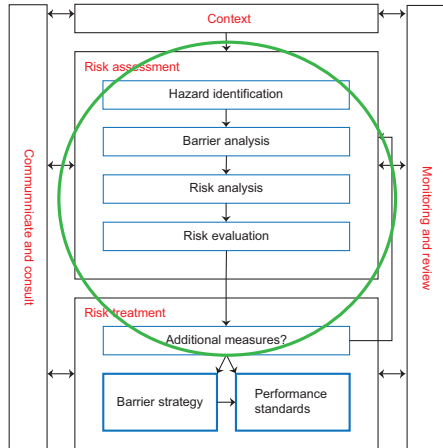 Context
Risk assessment
Hazard identification
Barrier analysis
Risk analysis
Risk evaluation
Risk treatment
Additional measures?
Barrier strategy
Performance
standards
Commumnicate and consult
Monitoring and review